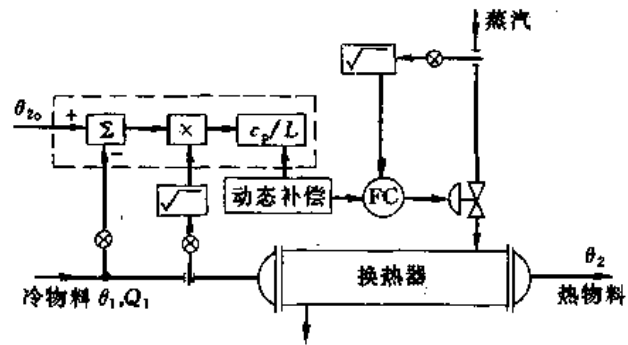 蒸汽
√
θ₂₀
+
Σ
×
cₚ/L
−
动态补偿
FC
√
θ₂
换热器
冷物料 θ₁,Q₁
热物料